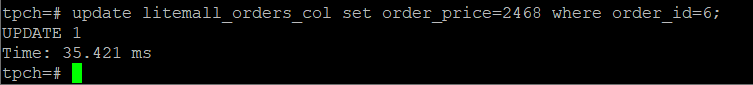 tpch=# update litemall_orders_col set order_price=2468 where order_id=6;
UPDATE 1
Time: 35.421 ms
tpch=#